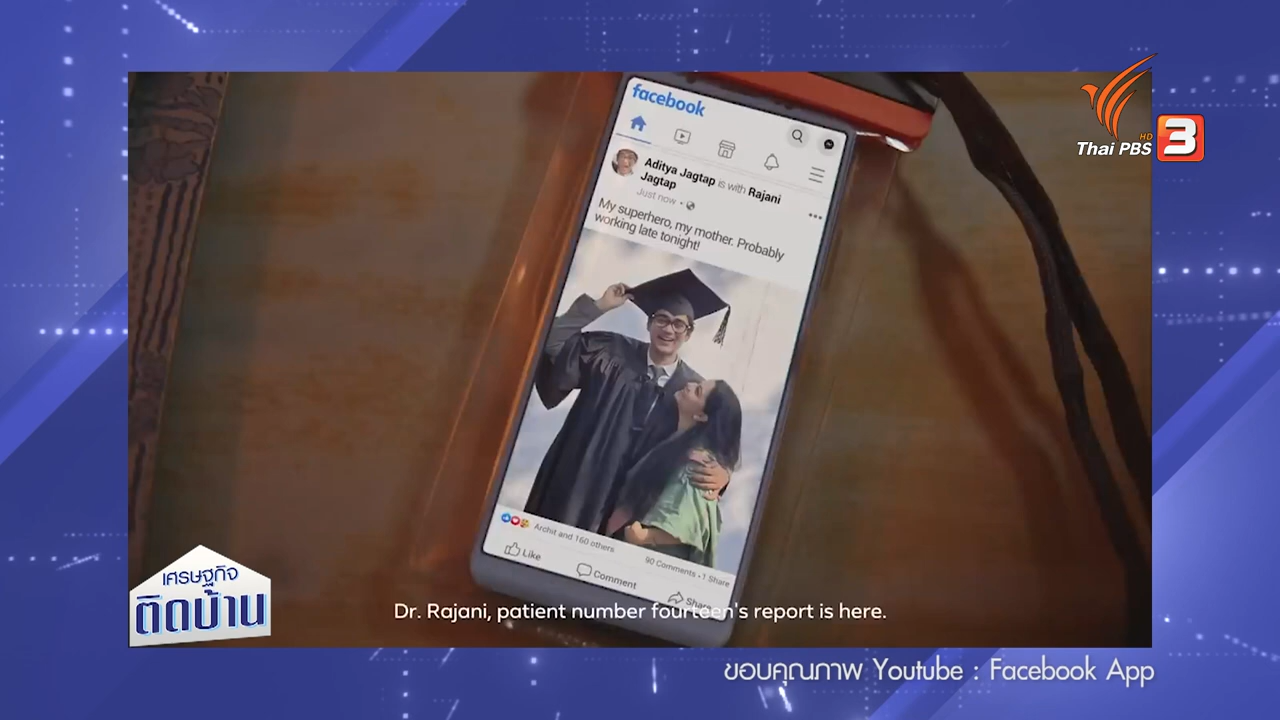 facebook
Aditya Jagtap is with Rajani
Jagtap
Just now
My superhero, my mother. Probably
working late tonight!
Archit and 160 others
90 Comments • 1 Share
Like
Comment
Share
Dr. Rajani, patient number fourteen's report is here.
Thai PBS HD 3
เศรษฐกิจ
ติดบ้าน
ขอบคุณภาพ Youtube : Facebook App